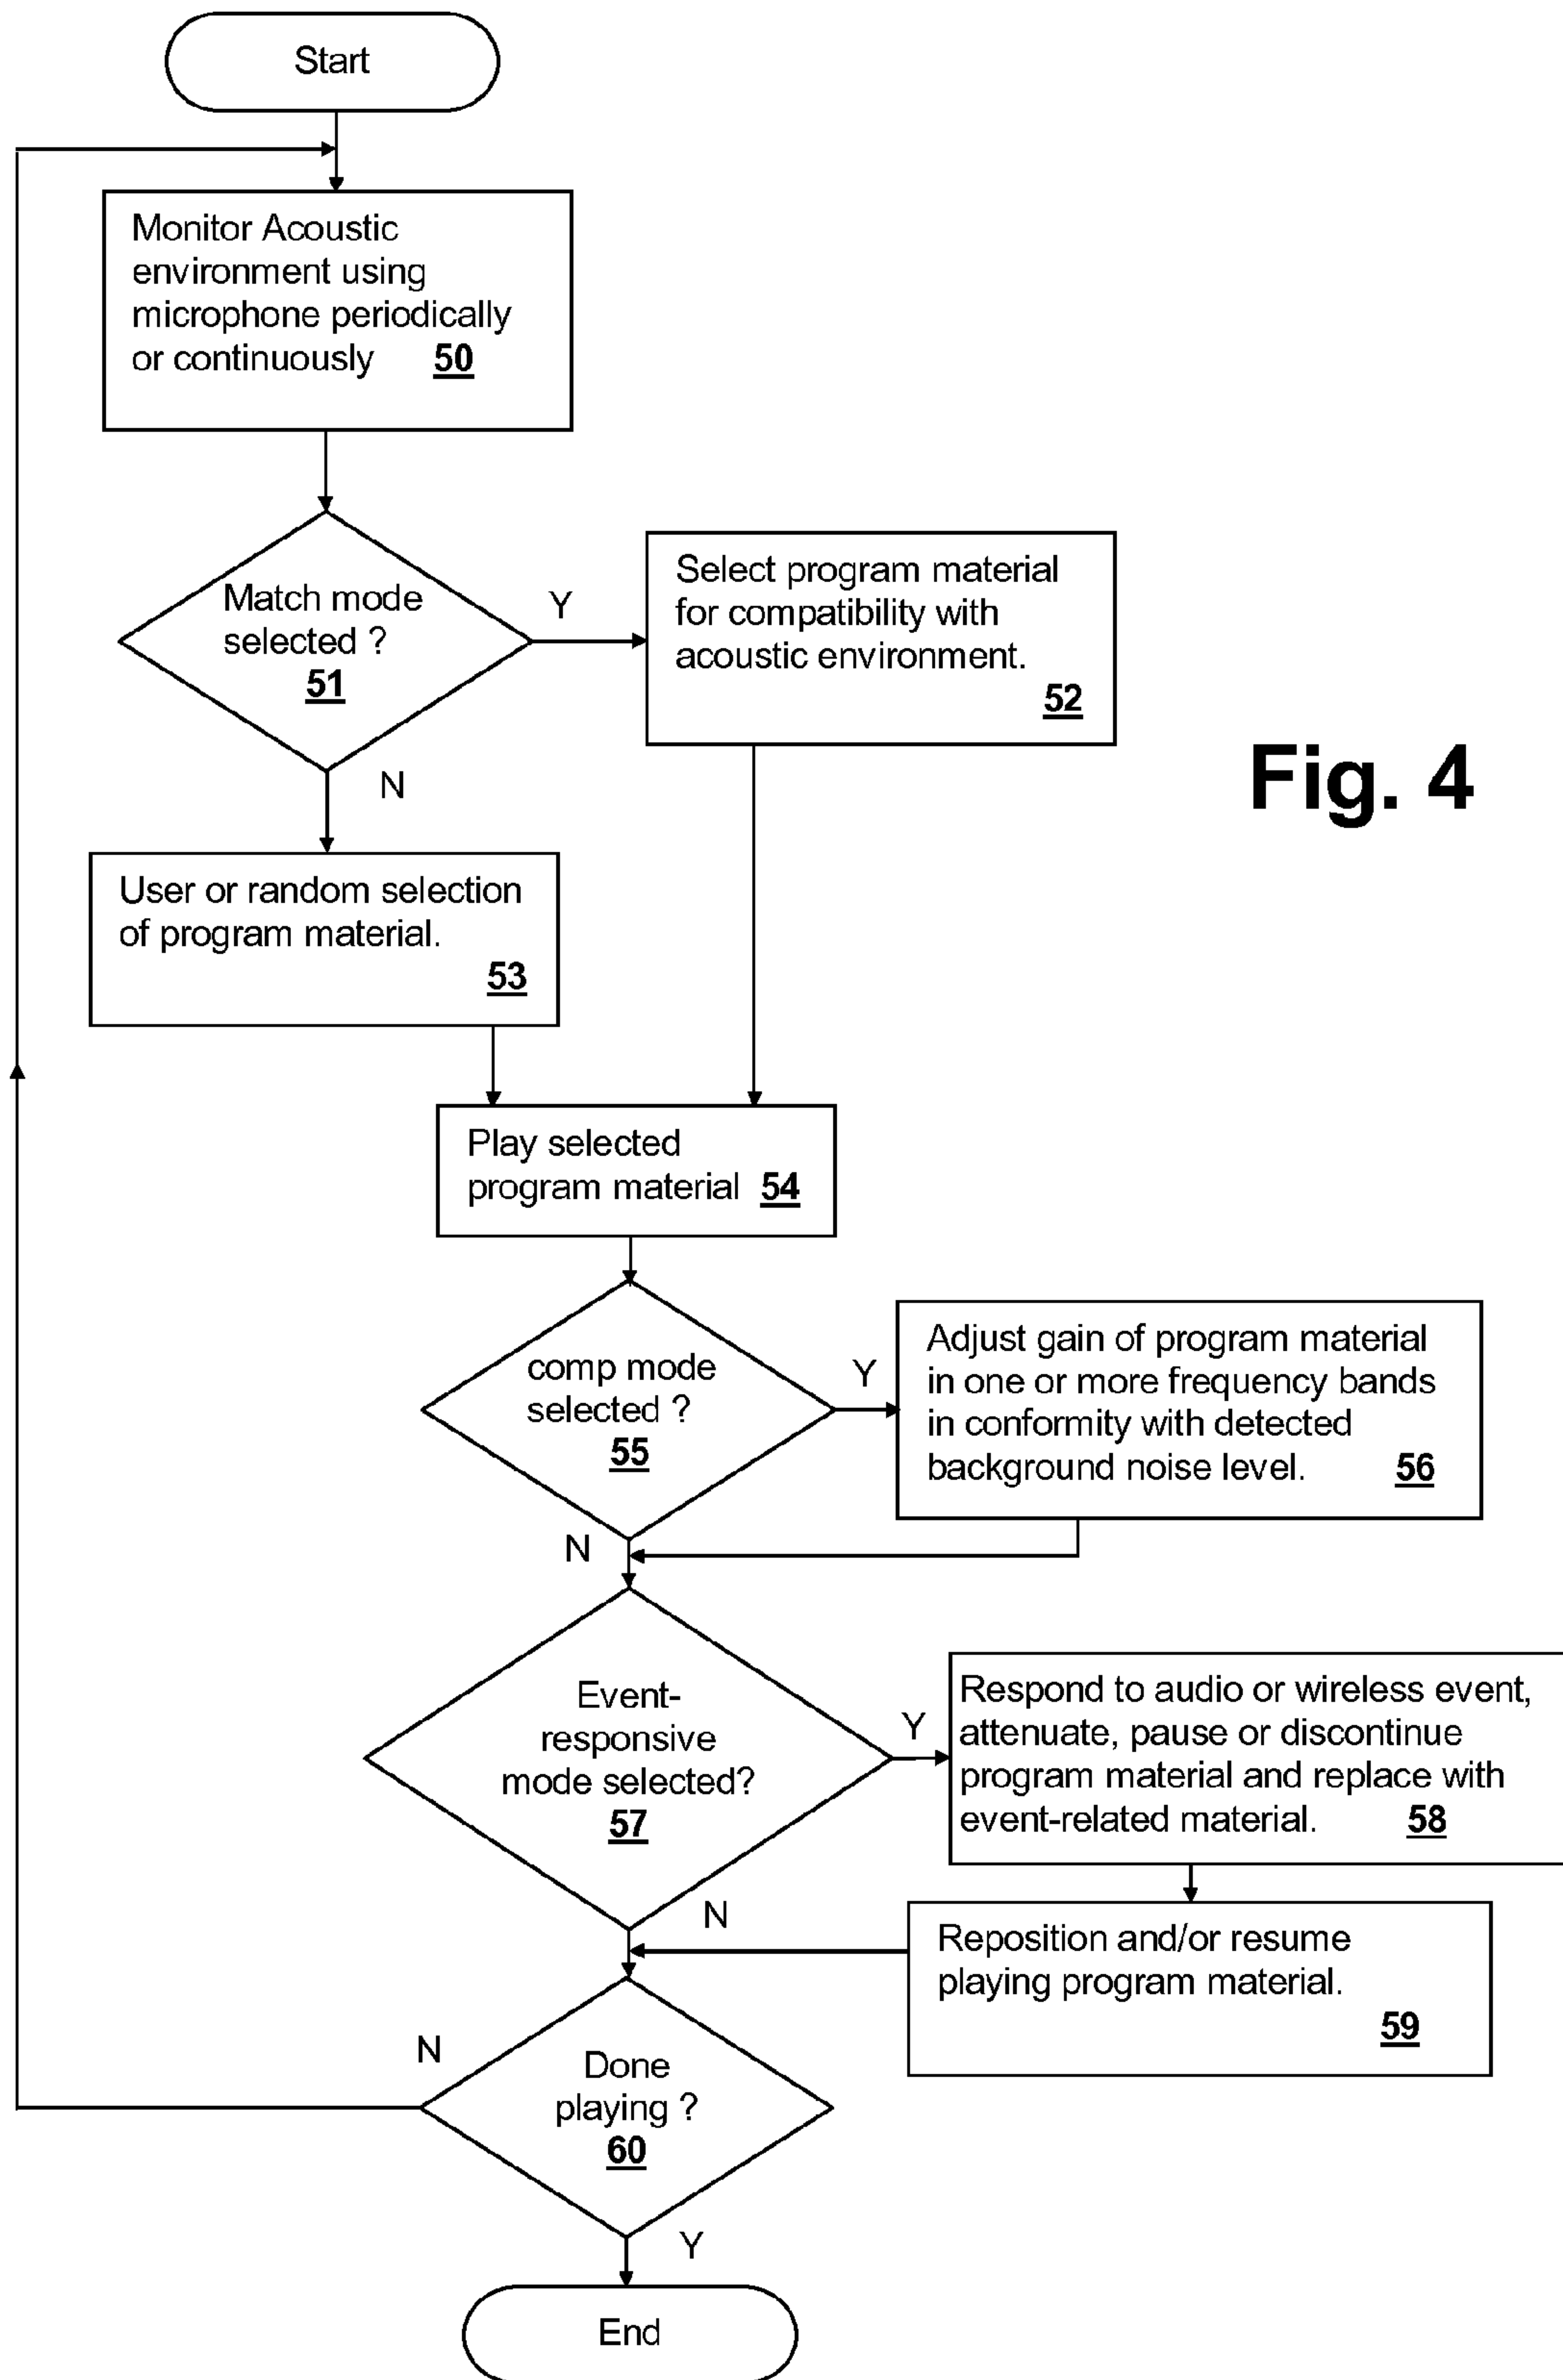 Start
Monitor Acoustic
environment using
microphone periodically
or continuously 50
Match mode
selected ?
51
Y
Select program material
for compatibility with
acoustic environment.
52
Fig. 4
N
User or random selection
of program material.
53
Play selected
program material 54
comp mode
selected ?
55
Y
Adjust gain of program material
in one or more frequency bands
in conformity with detected
background noise level. 56
N
Event-
responsive
mode selected?
57
Y
Respond to audio or wireless event,
attenuate, pause or discontinue
program material and replace with
event-related material. 58
N
Reposition and/or resume
playing program material.
59
N
Done
playing ?
60
Y
End